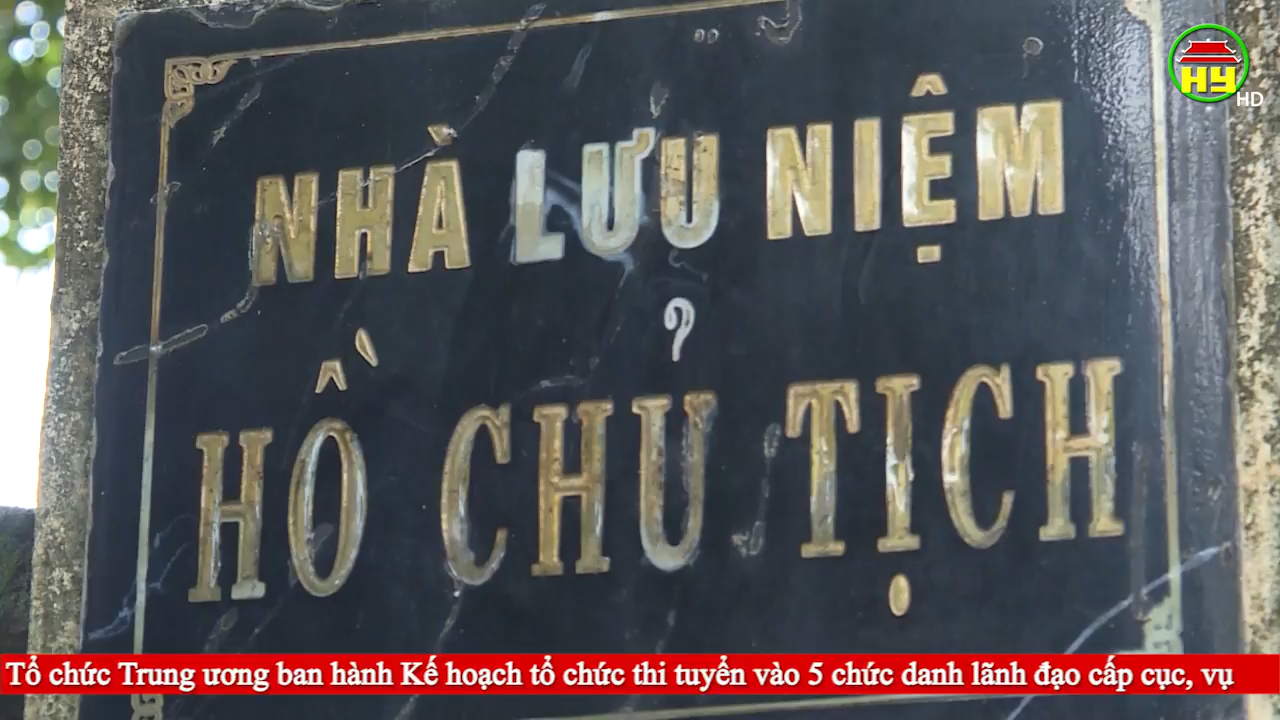 HY
HD
NHÀ LƯU NIỆM
HỒ CHỦ TỊCH
Tổ chức Trung ương ban hành Kế hoạch tổ chức thi tuyển vào 5 chức danh lãnh đạo cấp cục, vụ